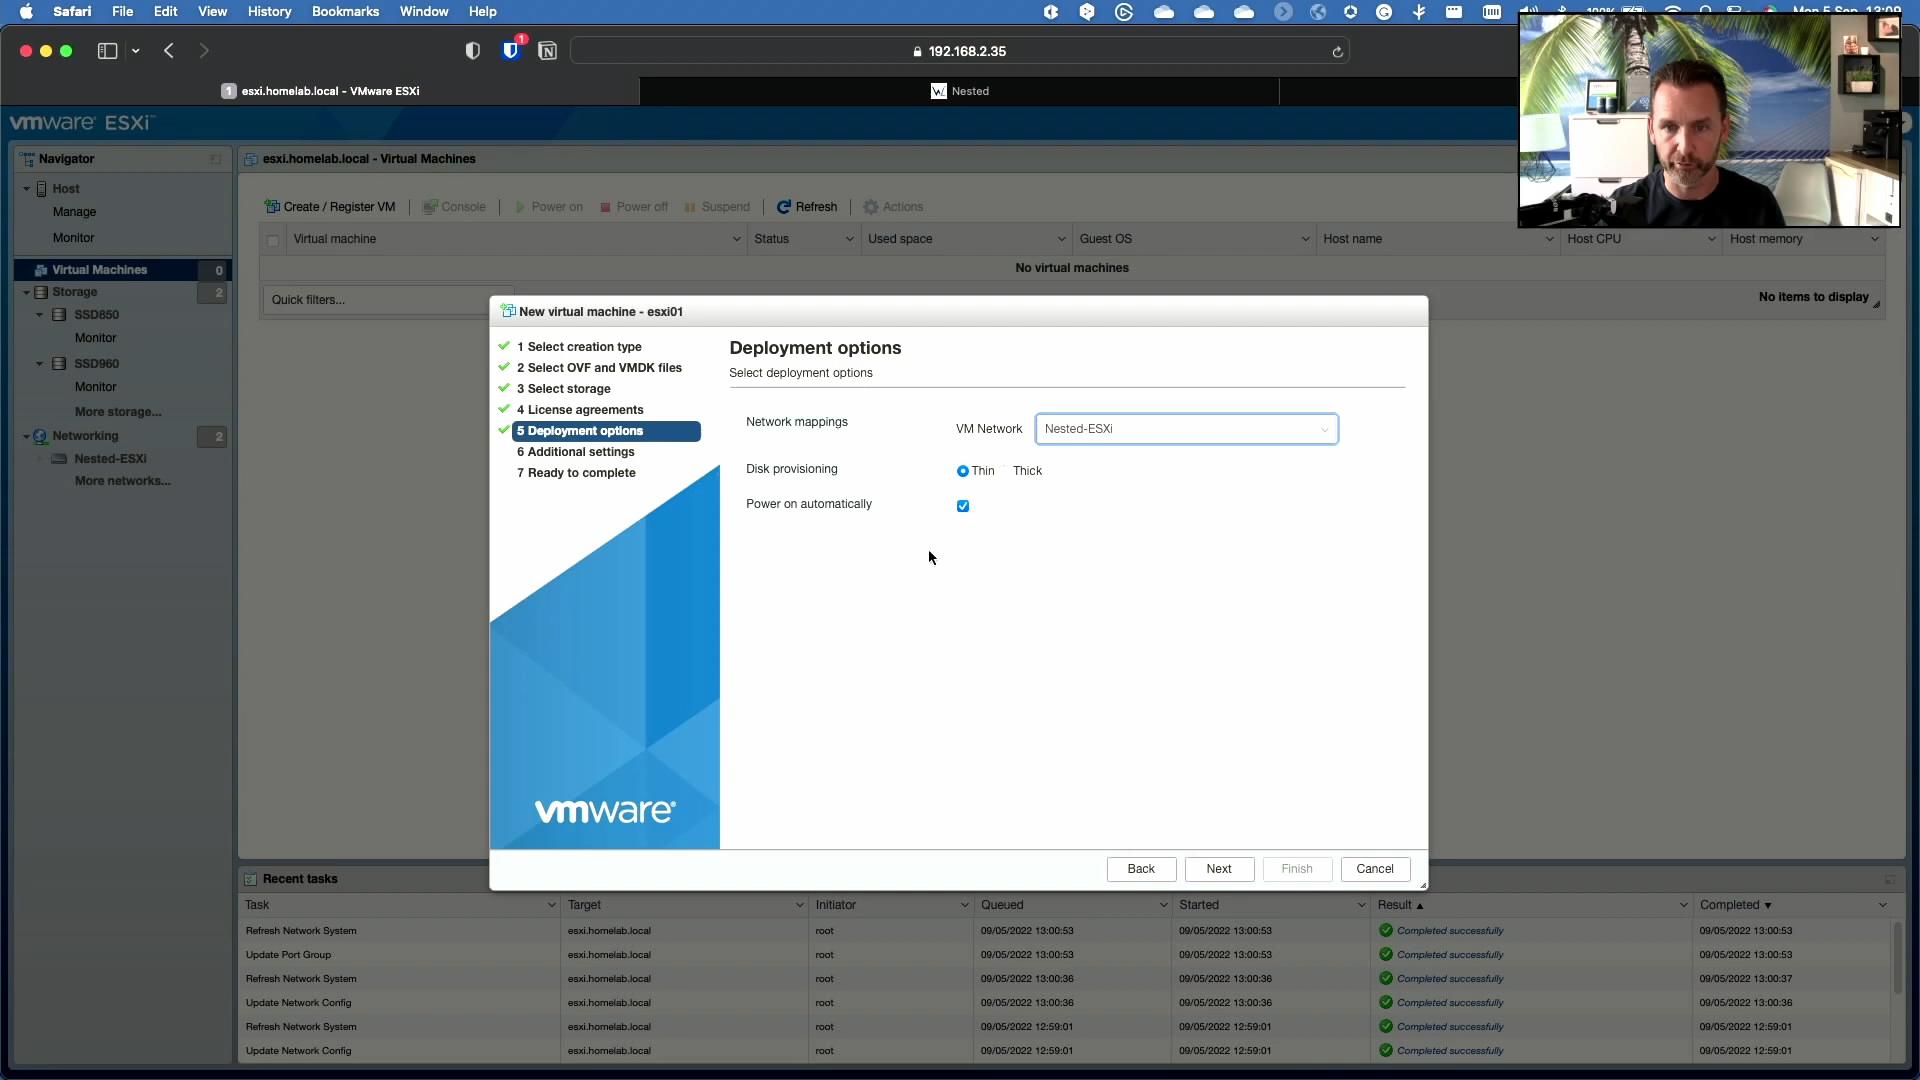 Safari File Edit View History Bookmarks Window Help
192.168.2.35
1 esxi.homelab.local - VMware ESXi
Nested
vmware ESXi™
Navigator
Host
Manage
Monitor
Virtual Machines 0
Storage 2
SSD850
Monitor
SSD960
Monitor
More storage...
Networking 2
Nested-ESXi
More networks...
esxi.homelab.local - Virtual Machines
Create / Register VM Console Power on Power off Suspend Refresh Actions
Virtual machine Status Used space Guest OS Host name Host CPU Host memory
No virtual machines
Quick filters...
No items to display
New virtual machine - esxi01
1 Select creation type
2 Select OVF and VMDK files
3 Select storage
4 License agreements
5 Deployment options
6 Additional settings
7 Ready to complete
vmware®
Deployment options
Select deployment options
Network mappings VM Network Nested-ESXi
Disk provisioning Thin Thick
Power on automatically
Back Next Finish Cancel
Recent tasks
Task Target Initiator Queued Started Result ▲ Completed ▼
Refresh Network System esxi.homelab.local root 09/05/2022 13:00:53 09/05/2022 13:00:53 Completed successfully 09/05/2022 13:00:53
Update Port Group esxi.homelab.local root 09/05/2022 13:00:53 09/05/2022 13:00:53 Completed successfully 09/05/2022 13:00:53
Refresh Network System esxi.homelab.local root 09/05/2022 13:00:36 09/05/2022 13:00:36 Completed successfully 09/05/2022 13:00:37
Update Network Config esxi.homelab.local root 09/05/2022 13:00:36 09/05/2022 13:00:36 Completed successfully 09/05/2022 13:00:36
Refresh Network System esxi.homelab.local root 09/05/2022 12:59:01 09/05/2022 12:59:01 Completed successfully 09/05/2022 12:59:01
Update Network Config esxi.homelab.local root 09/05/2022 12:59:01 09/05/2022 12:59:01 Completed successfully 09/05/2022 12:59:01